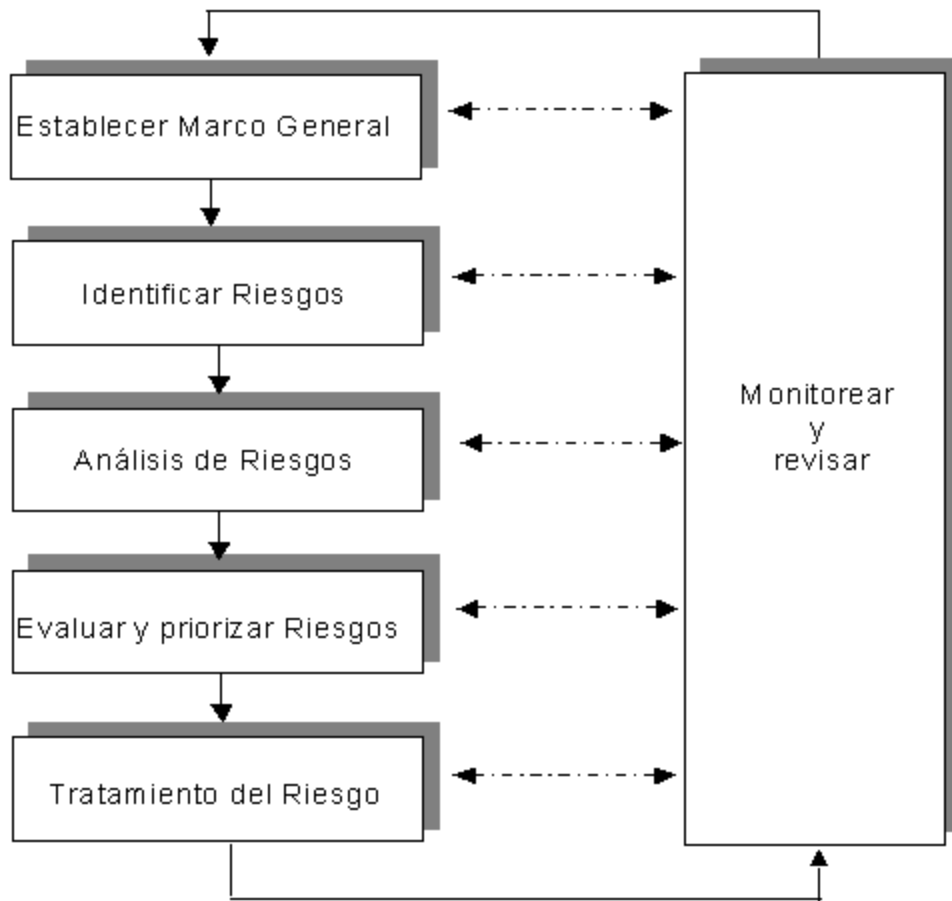 Establecer Marco General
Identificar Riesgos
Análisis de Riesgos
Evaluar y priorizar Riesgos
Tratamiento del Riesgo
Monitorear
y
revisar